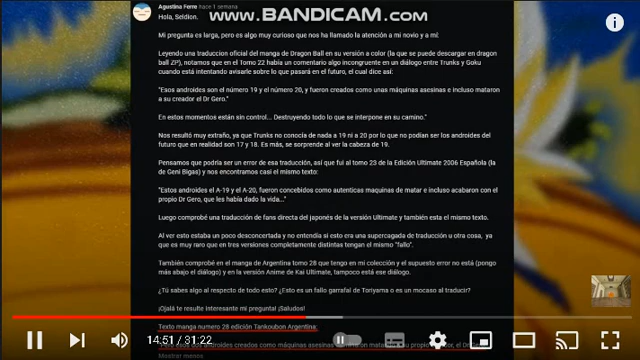 Agustina Ferre hace 1 semana
www.BANDICAM.com
Hola, Seldion.
Mi pregunta es larga, pero es algo muy curioso que nos ha llamado la atención a mi novio y a mí:
Leyendo una traduccion oficial del manga de Dragon Ball en su versión a color (la que se puede descargar en dragon
ball ZP), notamos que en el Tomo 22 había un comentario algo incongruente en un diálogo entre Trunks y Goku
cuando está intentando avisarle sobre lo que pasará en el futuro, el cual dice así:
"Esos androides son el número 19 y el número 20, y fueron creados como unas máquinas asesinas e incluso mataron
a su creador el Dr Gero."
En estos momentos están sin control... Destruyendo todo lo que se interpone en su camino."
Nos resultó muy extraño, ya que Trunks no conocía de nada a 19 ni a 20 por lo que no podían ser los androides del
futuro que en realidad son 17 y 18. Es más, se sorprende al ver la cabeza de 19.
Pensamos que podría ser un error de esa traducción, así que fui al tomo 23 de la Edición Ultimate 2006 Española (la
de Geni Bigas) y nos encontramos casi el mismo texto:
"Estos androides el A-19 y el A-20, fueron concebidos como autenticas maquinas de matar e incluso acabaron con el
propio Dr Gero, que les había dado la vida..."
Luego comprobé una traducción de fans directa del japonés de la versión Ultimate y también esta el mismo texto.
Al ver esto estaba un poco desconcertada y no entendía si esto era una supercagada de traducción u otra cosa, ya
que es muy raro que en tres versiones completamente distintas tengan el mismo "fallo".
También comprobé en el manga de Argentina tomo 28 que tengo en mi colección y el supuesto error no está (pongo
más abajo el diálogo) y en la versión Anime de Kai Ultimate, tampoco está ese diálogo.
¿Tú sabes algo al respecto de todo esto? ¿Esto es un fallo garrafal de Toriyama o es un mocaso al traducir?
¡Ojalá te resulte interesante mi pregunta! ¡Saludos!
Texto manga numero 28 edición Tankoubon Argentina:
androides creados como máquinas asesinas
Mostrar menos
14:51 / 31:22